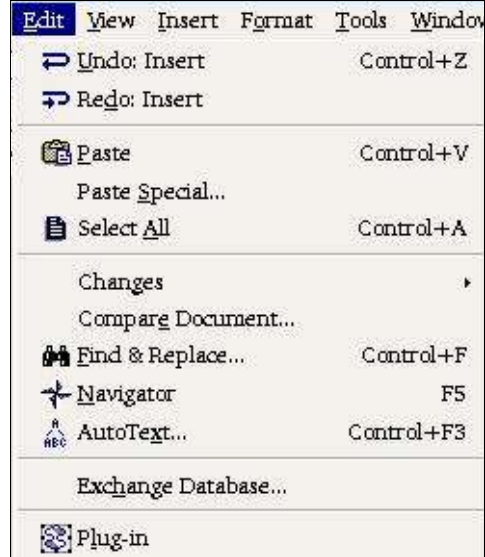 Edit View Insert Format Tools Window
Undo: Insert Control+Z
Redo: Insert
Paste Control+V
Paste Special...
Select All Control+A
Changes
Compare Document...
Find & Replace... Control+F
Navigator F5
AutoText... Control+F3
Exchange Database...
Plug-in